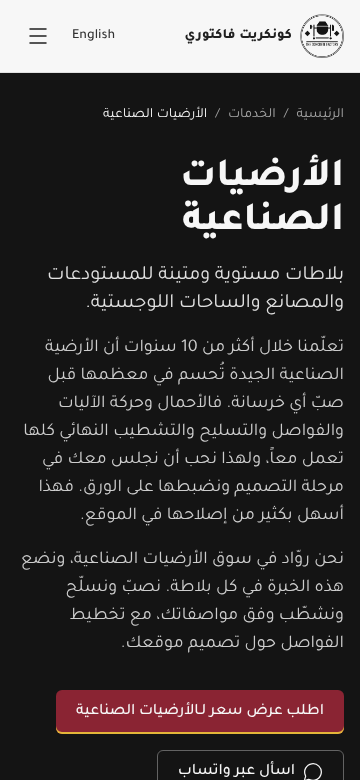 كونكريت فاكتوري
English
الرئيسية / الخدمات / الأرضيات الصناعية
الأرضيات
الصناعية
بلاطات مستوية ومتينة للمستودعات
والمصانع والساحات اللوجستية.
تعلّمنا خلال أكثر من 10 سنوات أن الأرضية
الصناعية الجيدة تُحسم في معظمها قبل
صبّ أي خرسانة. فالأحمال وحركة الآليات
والفواصل والتسليح والتشطيب النهائي كلها
تعمل معاً، ولهذا نحب أن نجلس معك في
مرحلة التصميم ونضبطها على الورق. فهذا
أسهل بكثير من إصلاحها في الموقع.
نحن روّاد في سوق الأرضيات الصناعية، ونضع
هذه الخبرة في كل بلاطة. نصبّ ونسلّح
ونشطّب وفق مواصفاتك، مع تخطيط
الفواصل حول تصميم موقعك.
اطلب عرض سعر لـالأرضيات الصناعية
اسأل عبر واتساب